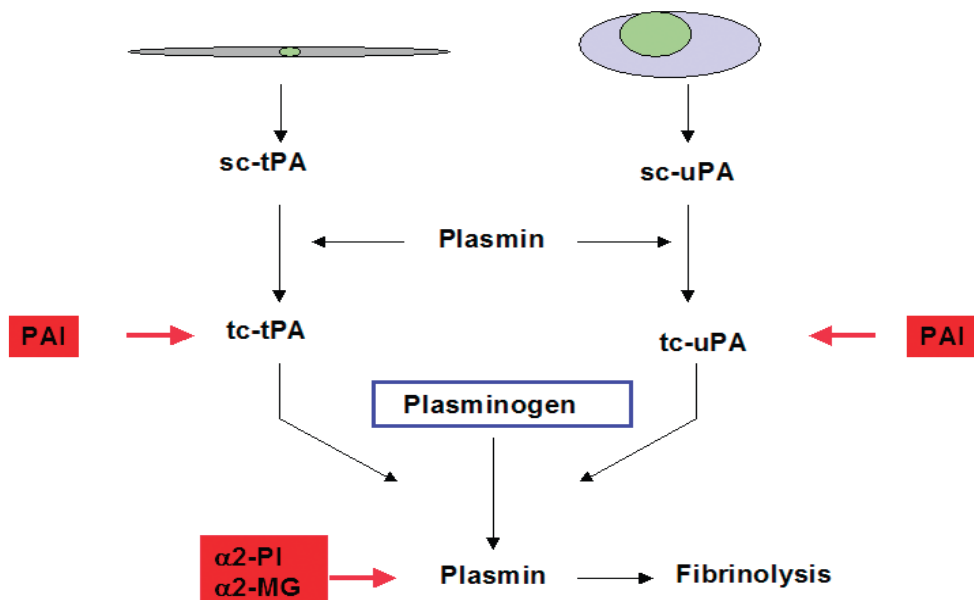 sc-tPA
sc-uPA
Plasmin
PAI
tc-tPA
tc-uPA
PAI
Plasminogen
α2-PI
α2-MG
Plasmin
Fibrinolysis